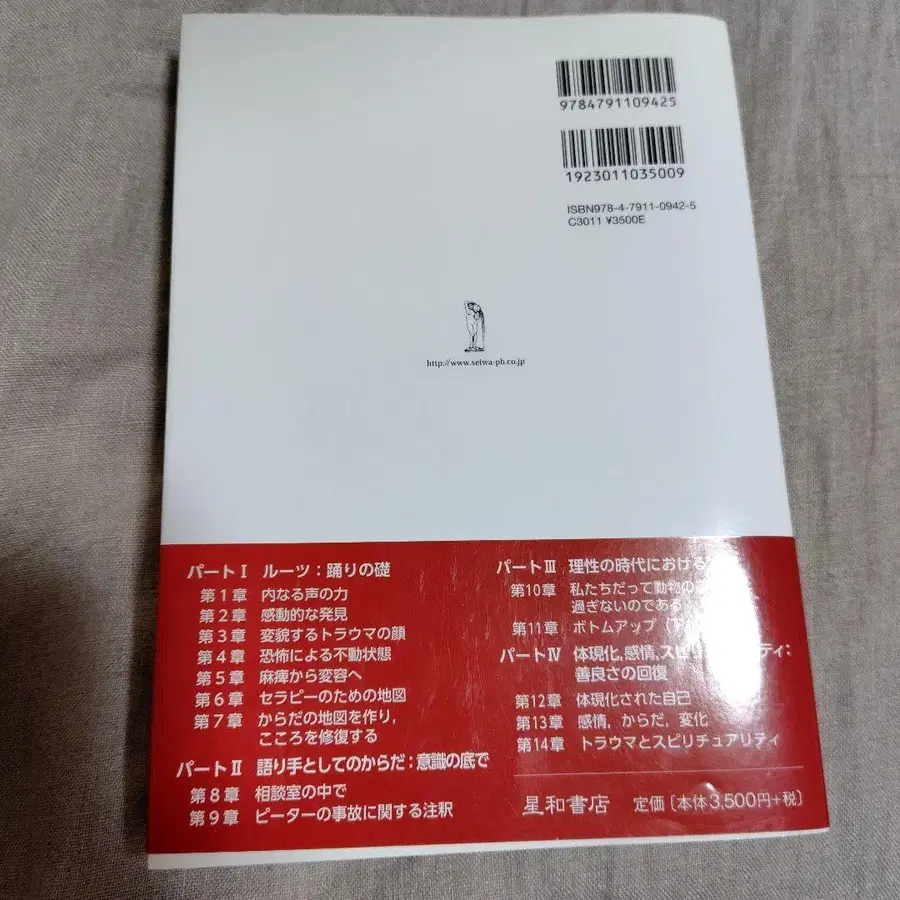 9784791109425
1923011035009
ISBN978-4-7911-0942-5
C3011 ¥3500E
http://www.seiwa-pb.co.jp
パートⅠ ルーツ：踊りの礎
第1章 内なる声の力
第2章 感動的な発見
第3章 変貌するトラウマの顔
第4章 恐怖による不動状態
第5章 麻痺から変容へ
第6章 セラピーのための地図
第7章 からだの地図を作り，
こころを修復する
パートⅡ 語り手としてのからだ：意識の底で
第8章 相談室の中で
第9章 ピーターの事故に関する注釈
パートⅢ 理性の時代における
第10章 私たちだって動物の
過ぎないのである
第11章 ボトムアップ
パートⅣ 体現化，感情，スピリ ティ：
善良さの回復
第12章 体現化された自己
第13章 感情，からだ，変化
第14章 トラウマとスピリチュアリティ
星和書店 定価［本体3,500円+税］